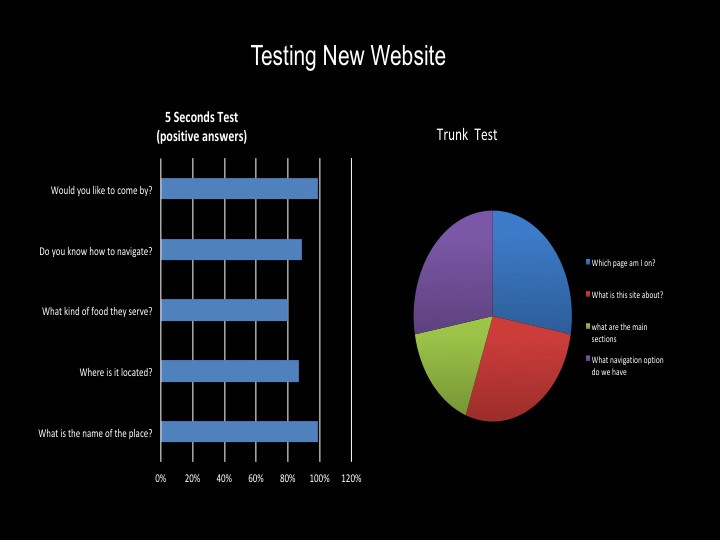 Testing New Website
5 Seconds Test
(positive answers)
Would you like to come by?
Do you know how to navigate?
What kind of food they serve?
Where is it located?
What is the name of the place?
0% 20% 40% 60% 80% 100% 120%
Trunk Test
Which page am I on?
What is this site about?
what are the main
sections
What navigation option
do we have